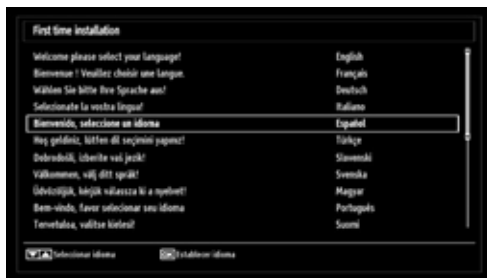 First time installation
Welcome please select your language! English
Bienvenue ! Veuillez choisir une langue. Français
Wählen Sie bitte Ihre Sprache aus! Deutsch
Selezionate la vostra lingua! Italiano
Bienvenido, seleccione un idioma Español
Hoş geldiniz, lütfen dil seçimini yapınız! Türkçe
Dobrodošli, izberite vaš jezik! Slovenski
Välkommen, välj ditt språk! Svenska
Üdvözöljük, kérjük válassza ki a nyelvet! Magyar
Bem-vindo, favor selecionar seu idioma Português
Tervetuloa, valitse kielesi! Suomi
Seleccionar idioma OK Establecer idioma